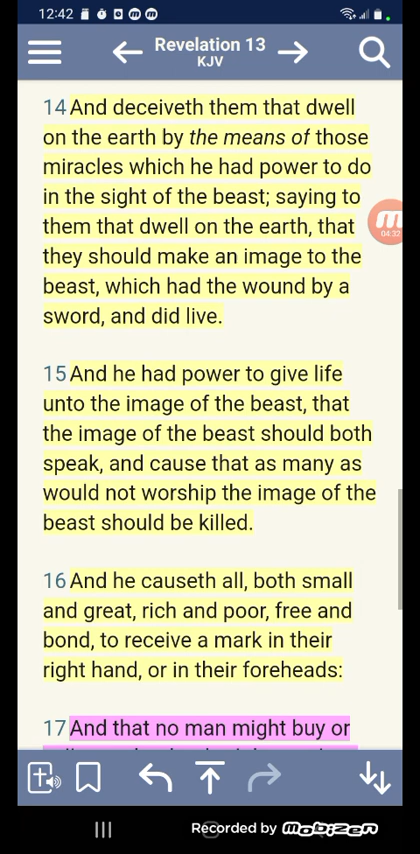 12:42
Revelation 13
KJV
14 And deceiveth them that dwell
on the earth by the means of those
miracles which he had power to do
in the sight of the beast; saying to
them that dwell on the earth, that
they should make an image to the
beast, which had the wound by a
sword, and did live.
04:32
15 And he had power to give life
unto the image of the beast, that
the image of the beast should both
speak, and cause that as many as
would not worship the image of the
beast should be killed.
16 And he causeth all, both small
and great, rich and poor, free and
bond, to receive a mark in their
right hand, or in their foreheads:
17 And that no man might buy or
Recorded by mobizen